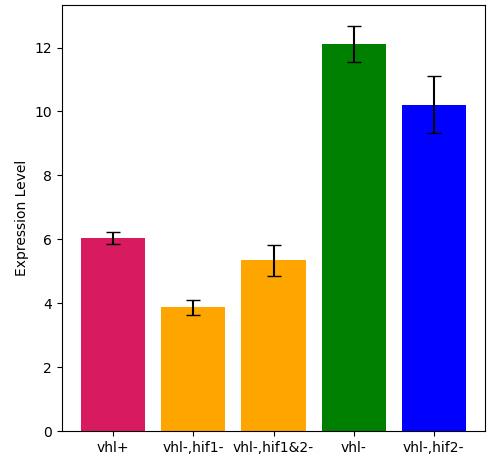 12
10
8
6
4
2
0
Expression Level
vhl+
vhl-,hif1-
vhl-,hif1&2-
vhl-
vhl-,hif2-